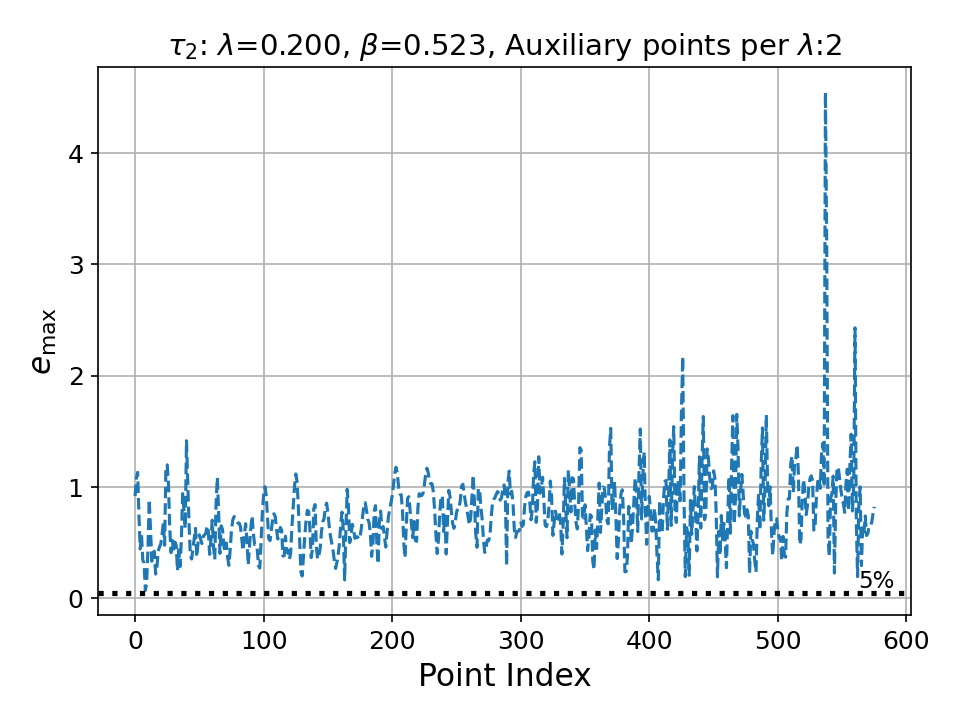 τ₂: λ=0.200, β=0.523, Auxiliary points per λ:2
e_max
4
3
2
1
0
5%
0 100 200 300 400 500 600
Point Index